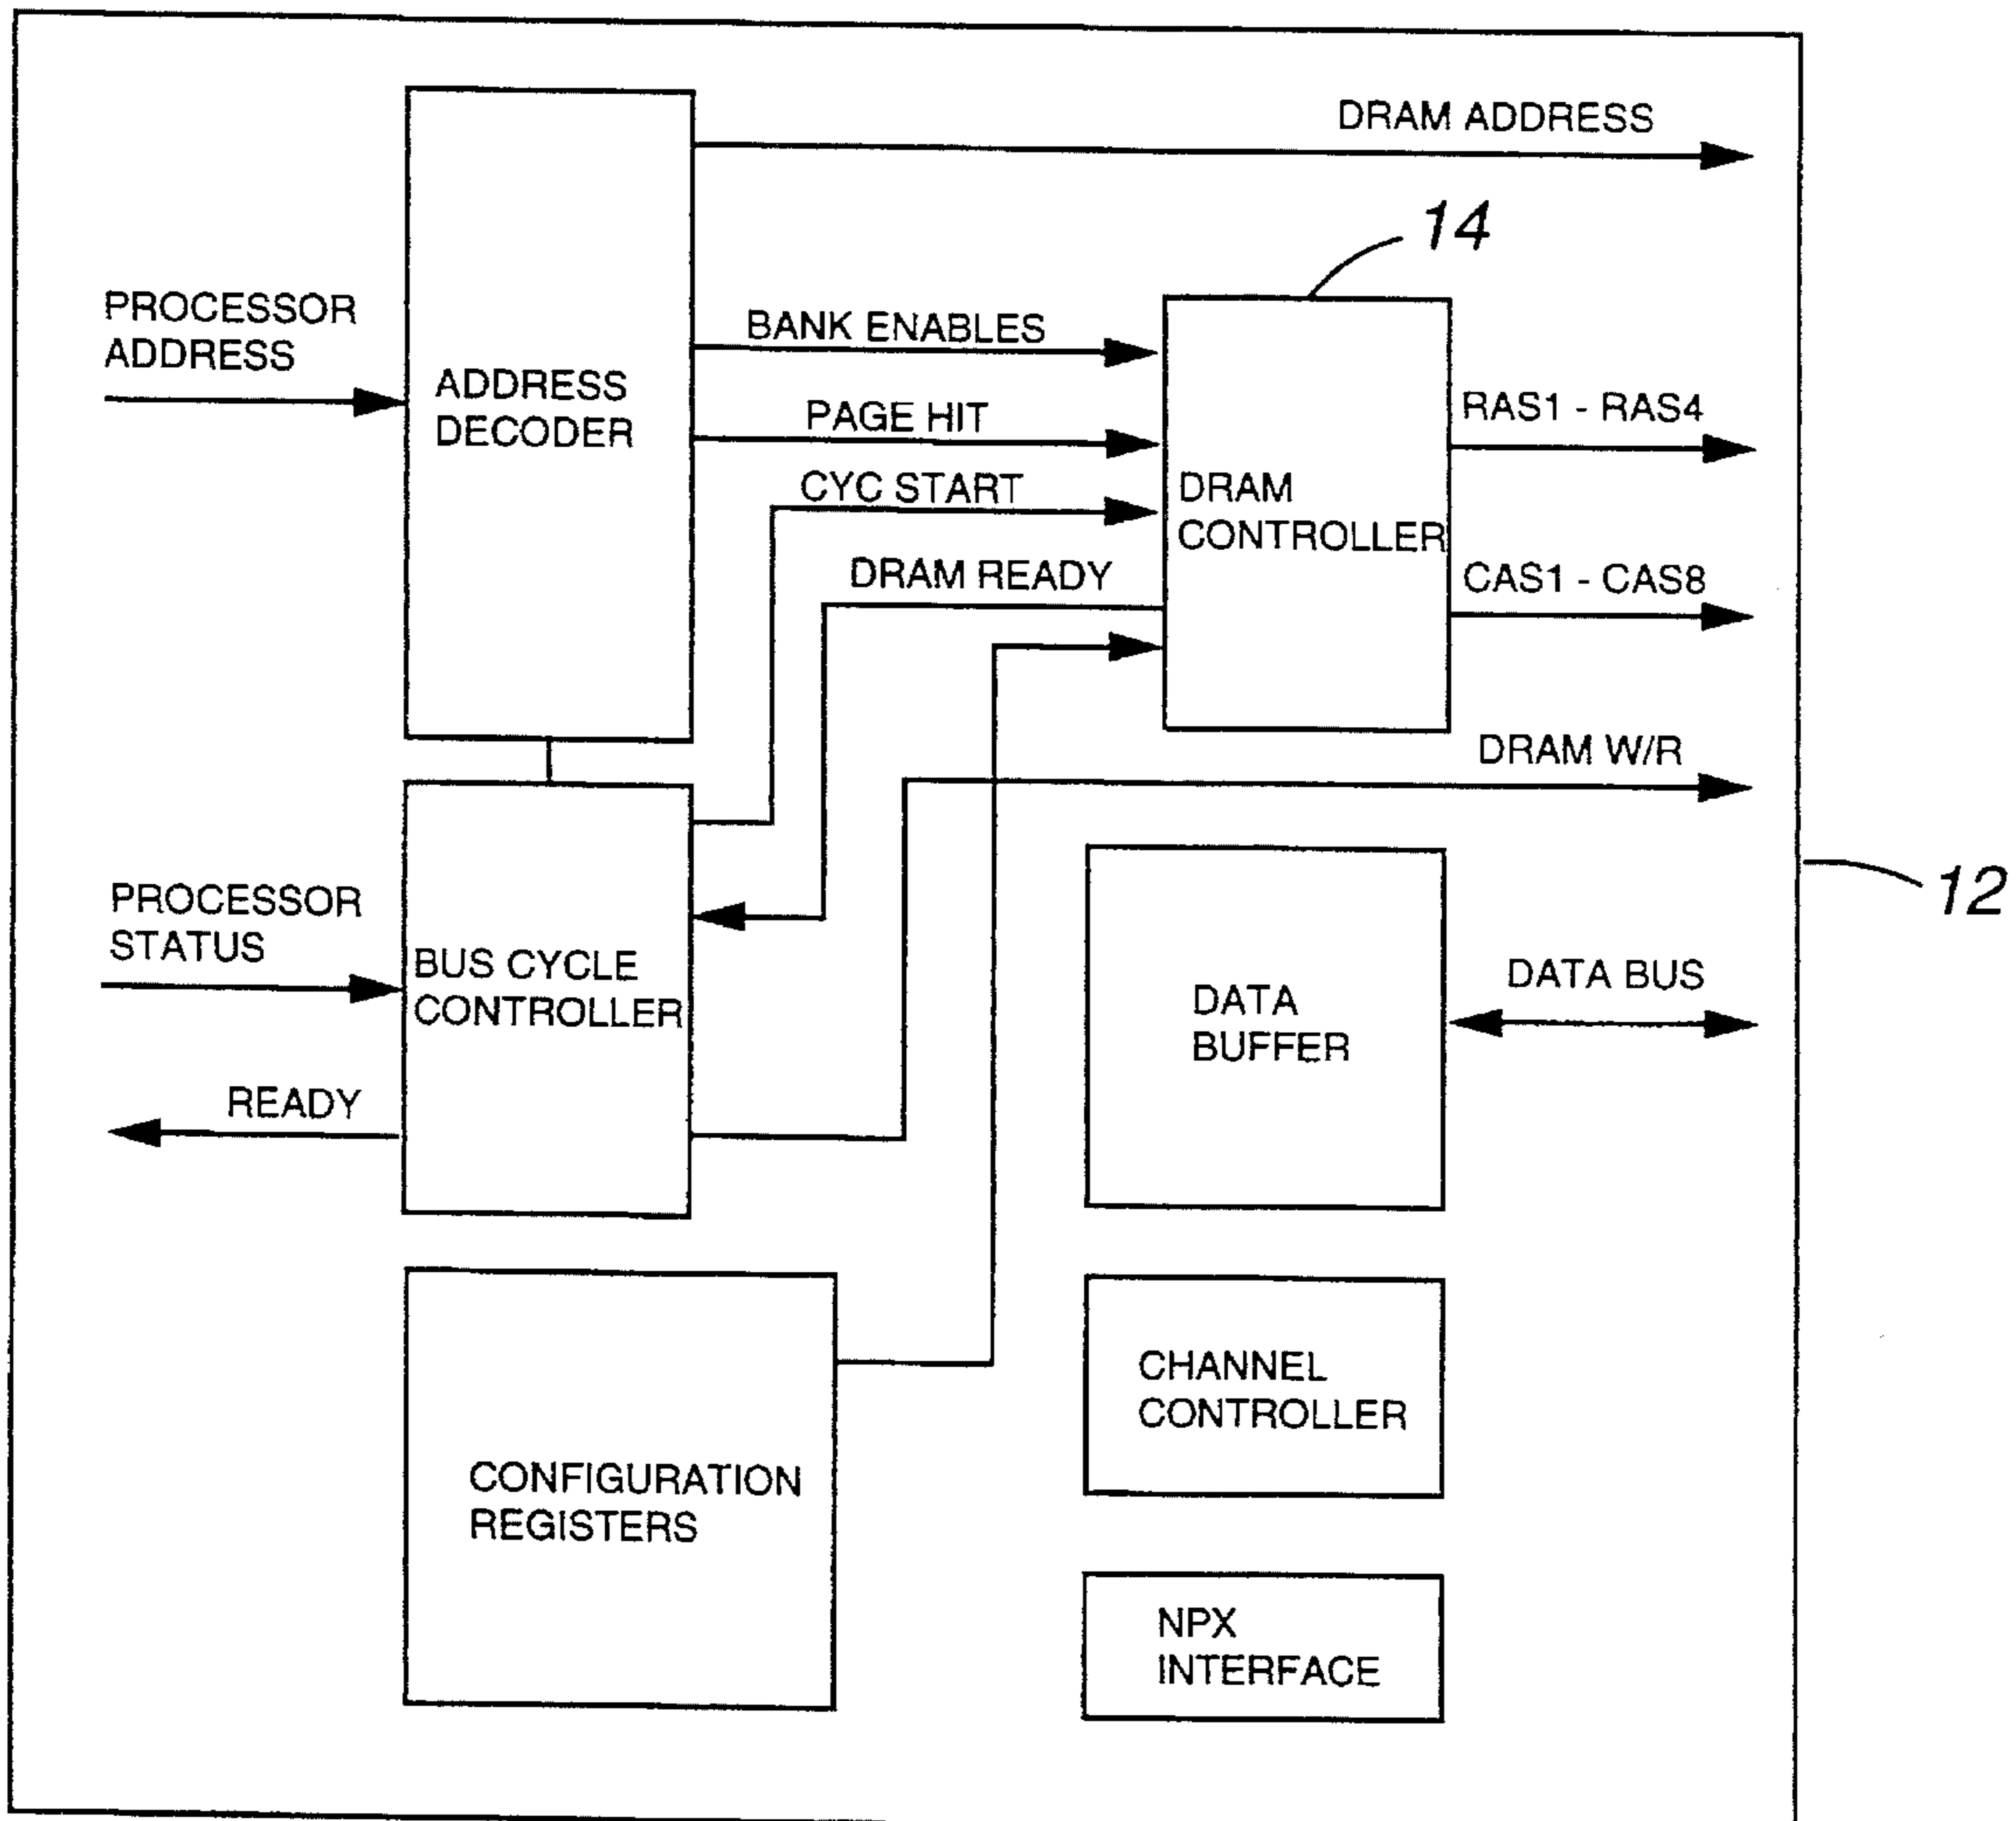 DRAM ADDRESS
14
PROCESSOR
ADDRESS
BANK ENABLES
ADDRESS
DECODER
PAGE HIT
RAS1 - RAS4
CYC START
DRAM
CONTROLLER
DRAM READY
CAS1 - CAS8
DRAM W/R
12
PROCESSOR
STATUS
BUS CYCLE
CONTROLLER
DATA BUS
DATA
BUFFER
READY
CHANNEL
CONTROLLER
CONFIGURATION
REGISTERS
NPX
INTERFACE